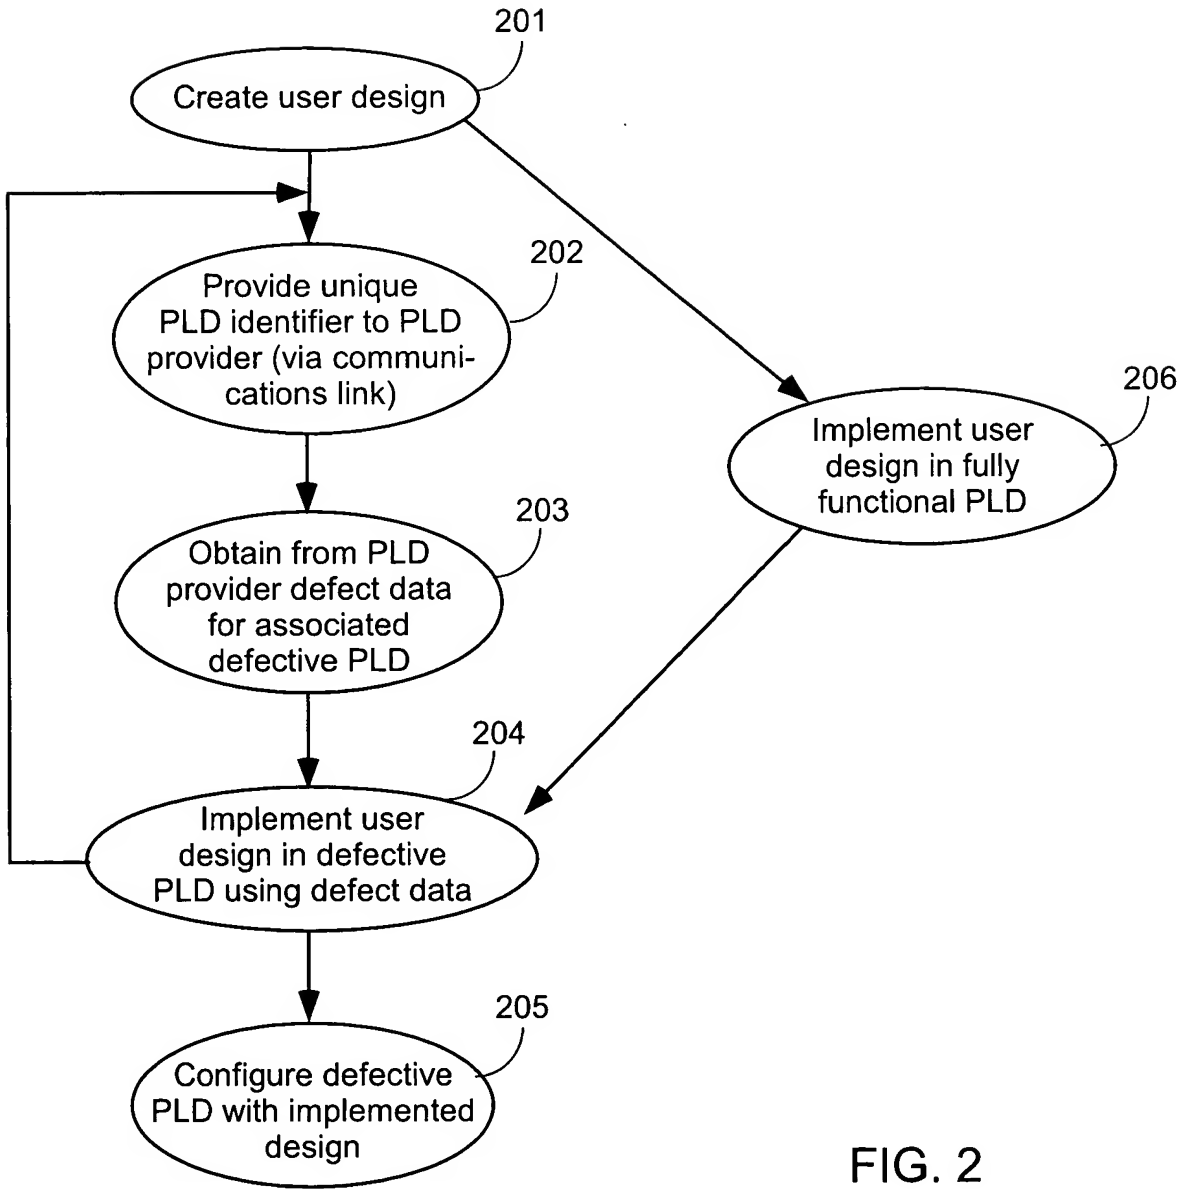 201
Create user design
202
Provide unique
PLD identifier to PLD
provider (via communi-
cations link)
206
Implement user
design in fully
functional PLD
203
Obtain from PLD
provider defect data
for associated
defective PLD
204
Implement user
design in defective
PLD using defect data
205
Configure defective
PLD with implemented
design
FIG. 2